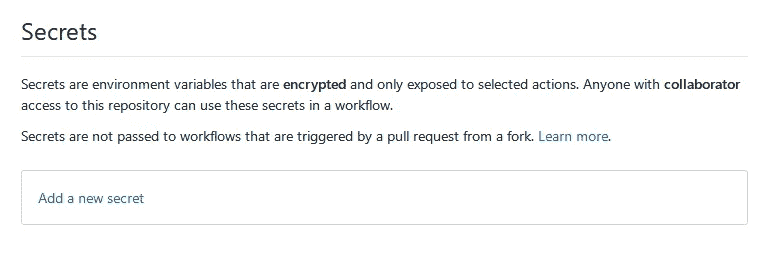 Secrets
Secrets are environment variables that are encrypted and only exposed to selected actions. Anyone with collaborator
access to this repository can use these secrets in a workflow.
Secrets are not passed to workflows that are triggered by a pull request from a fork. Learn more.
Add a new secret